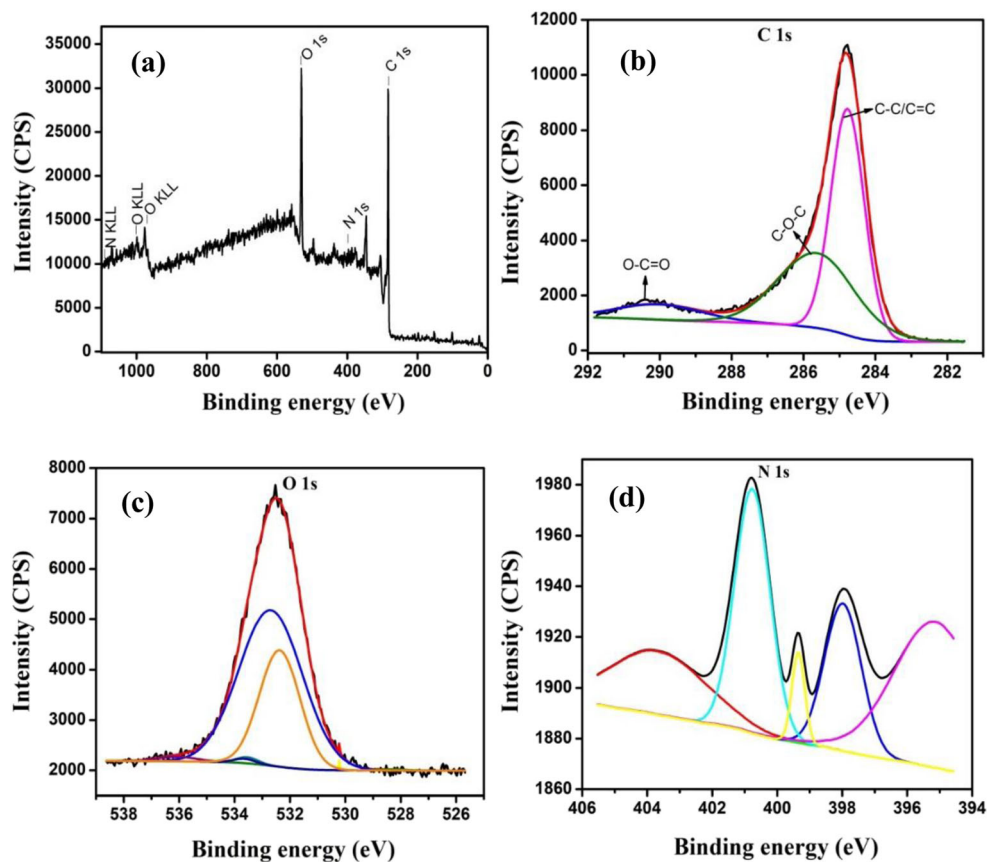 (a)
Intensity (CPS)
35000
30000
25000
20000
15000
10000
5000
0
N KLL
O KLL
O KLL
O 1s
N 1s
C 1s
1000 800 600 400 200 0
Binding energy (eV)
(b)
C 1s
Intensity (CPS)
12000
10000
8000
6000
4000
2000
0
C-C/C=C
C-O-C
O-C=O
292 290 288 286 284 282
Binding energy (eV)
(c)
O 1s
Intensity (CPS)
8000
7000
6000
5000
4000
3000
2000
538 536 534 532 530 528 526
Binding energy (eV)
(d)
N 1s
Intensity (CPS)
1980
1960
1940
1920
1900
1880
1860
406 404 402 400 398 396 394
Binding energy (eV)